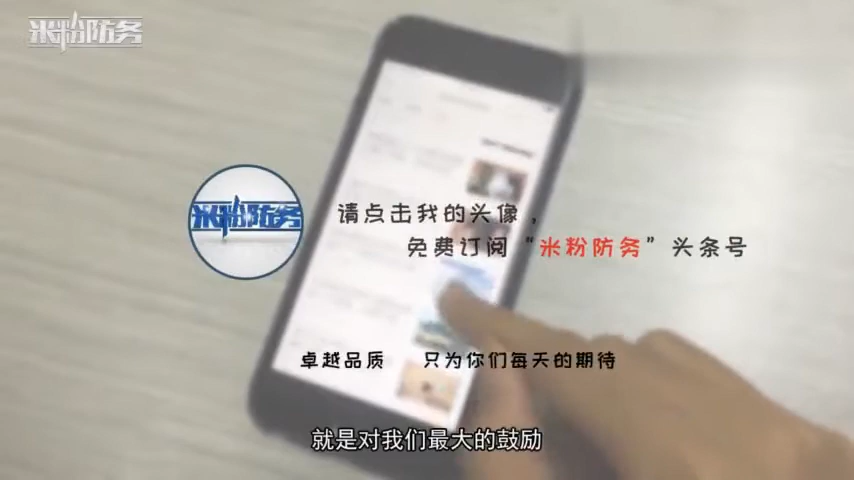 米粉防务
米粉防务
请点击我的头像，
免费订阅“米粉防务”头条号
卓越品质 只为你们每天的期待
就是对我们最大的鼓励